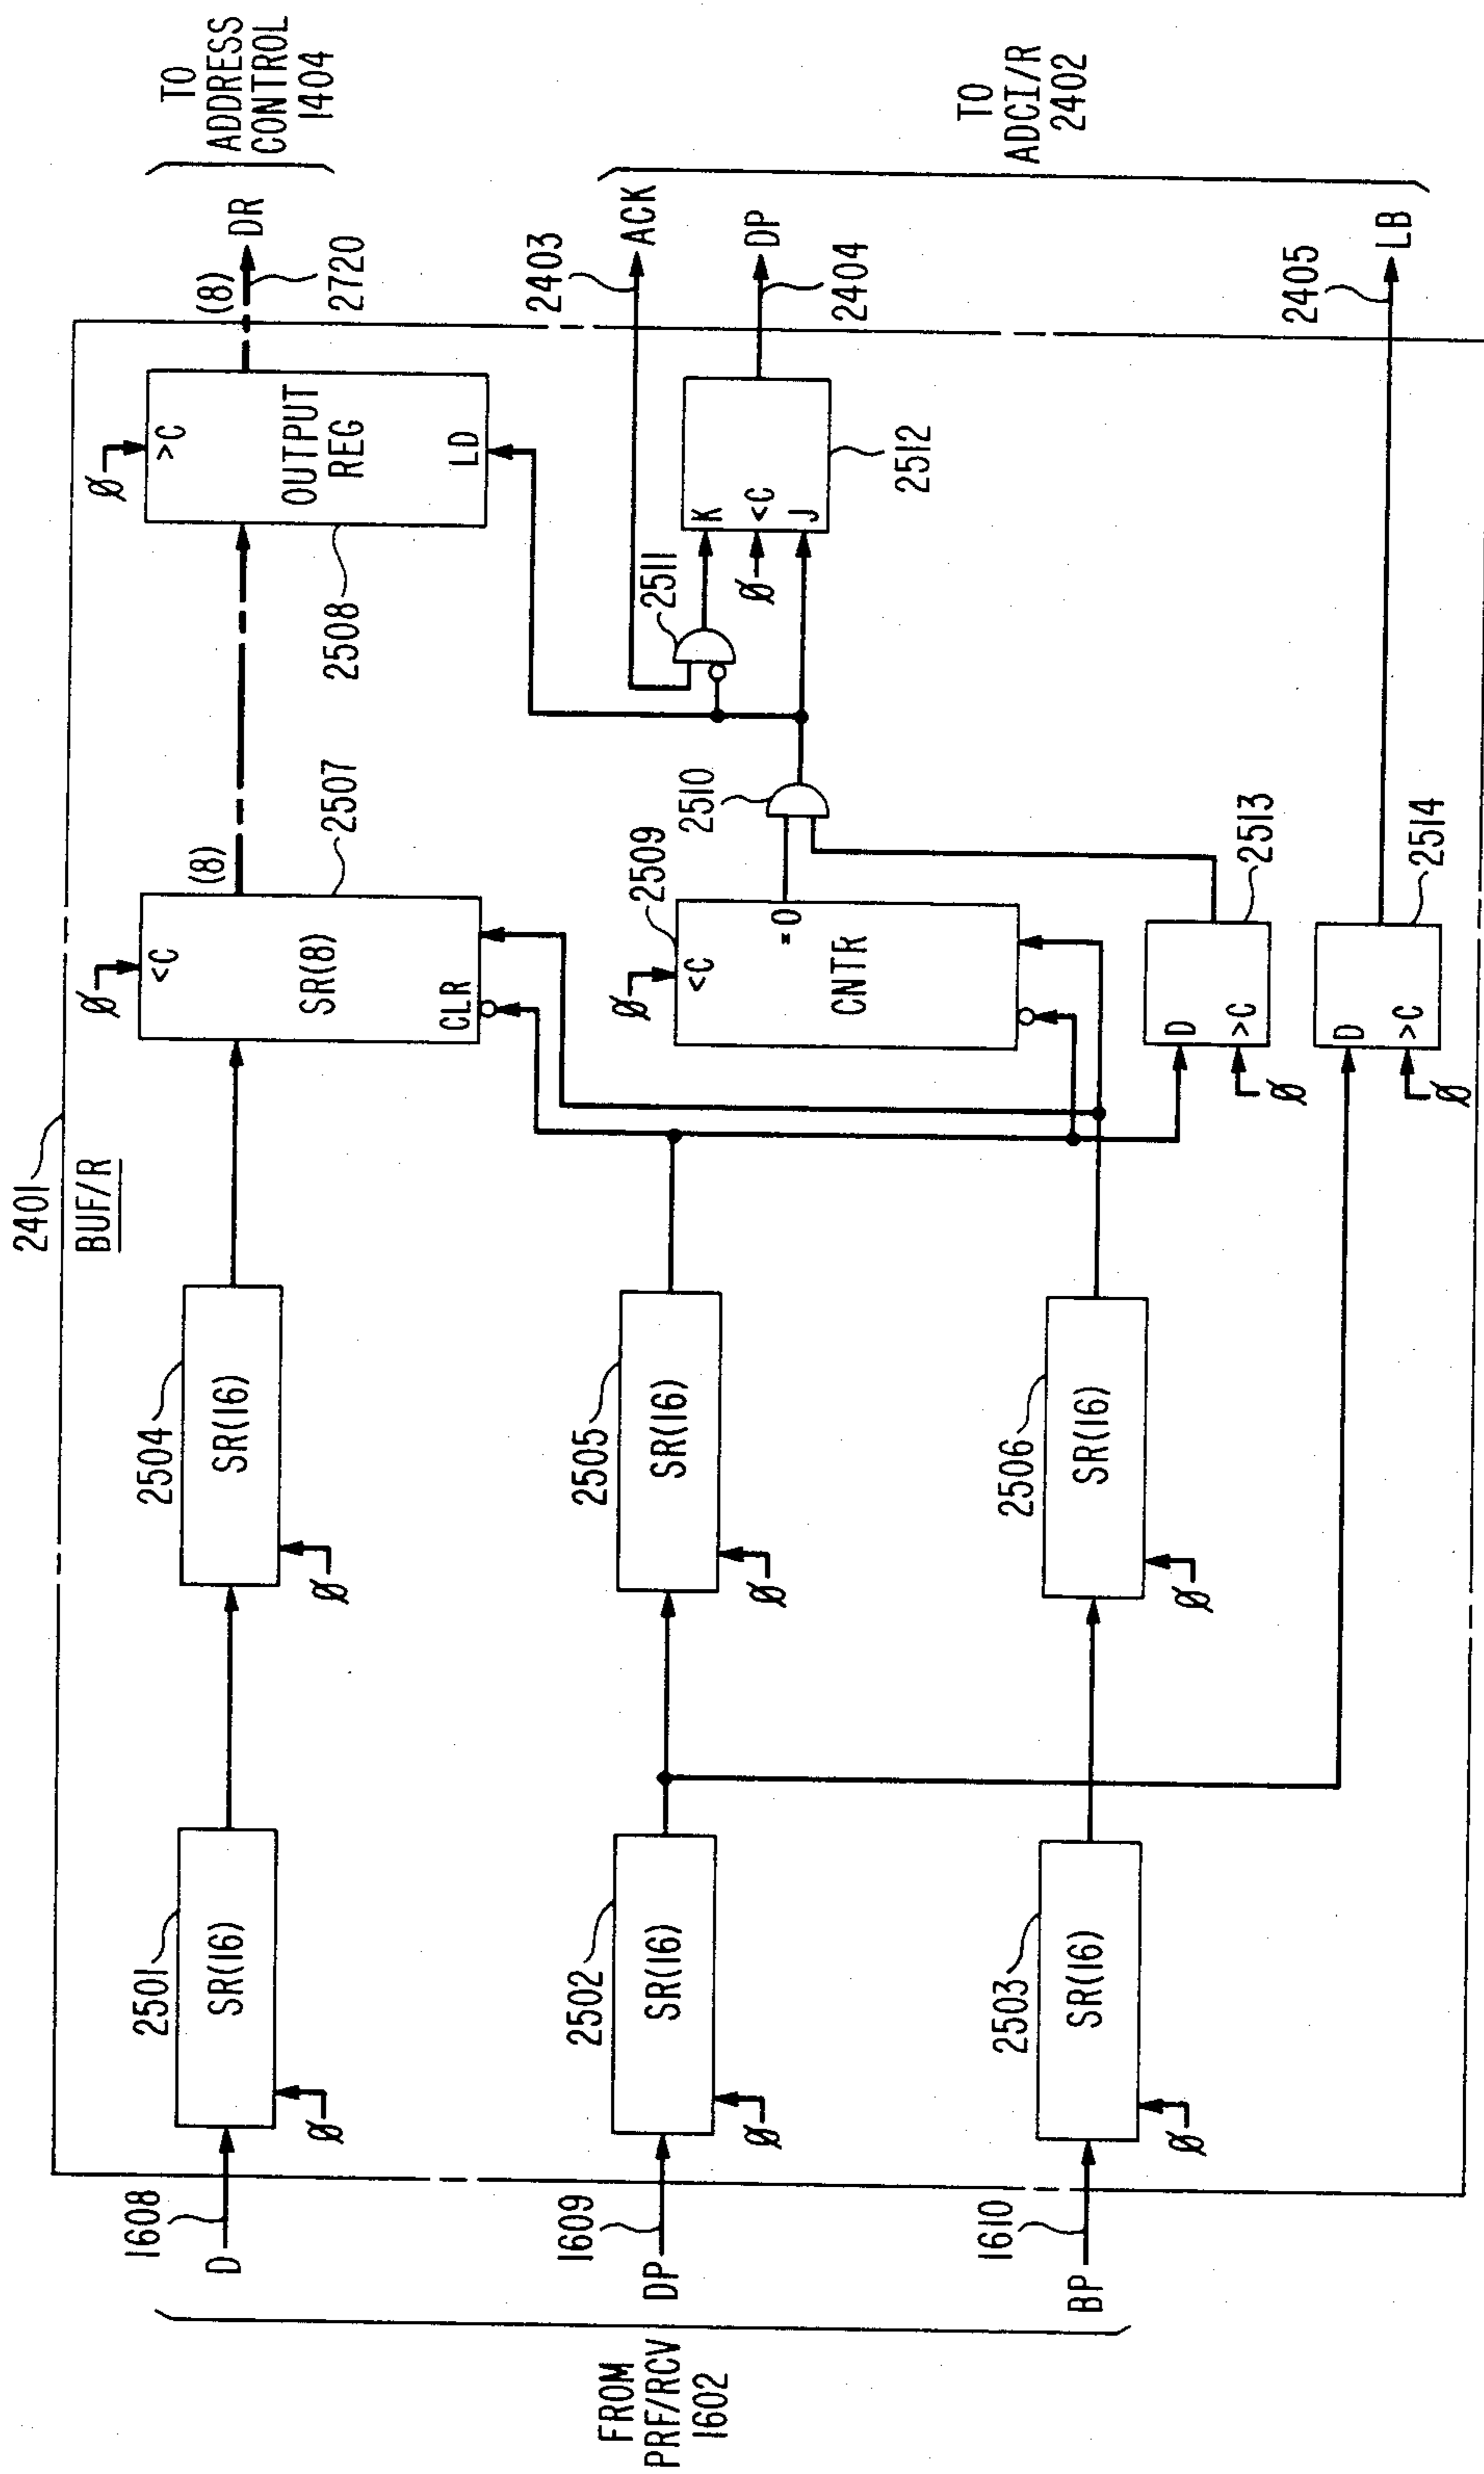 2401
BUF/R
FROM
PRF/RCV
1602
1608
D
1609
DP
1610
BP
2501
SR(16)
Ø
2502
SR(16)
Ø
2503
SR(16)
Ø
2504
SR(16)
Ø
2505
SR(16)
Ø
2506
SR(16)
Ø
Ø
<C
SR(8)
CLR
(8)
2507
Ø
>C
OUTPUT
REG
LD
2508
(8)
DR
2720
TO
ADDRESS
CONTROL
1404
2509
Ø
<C
=0
CNTR
2510
2511
K
<C
J
Ø
2512
2403
ACK
DP
2404
D
>C
Ø
2513
D
>C
Ø
2514
2405
LB
TO
ADCI/R
2402